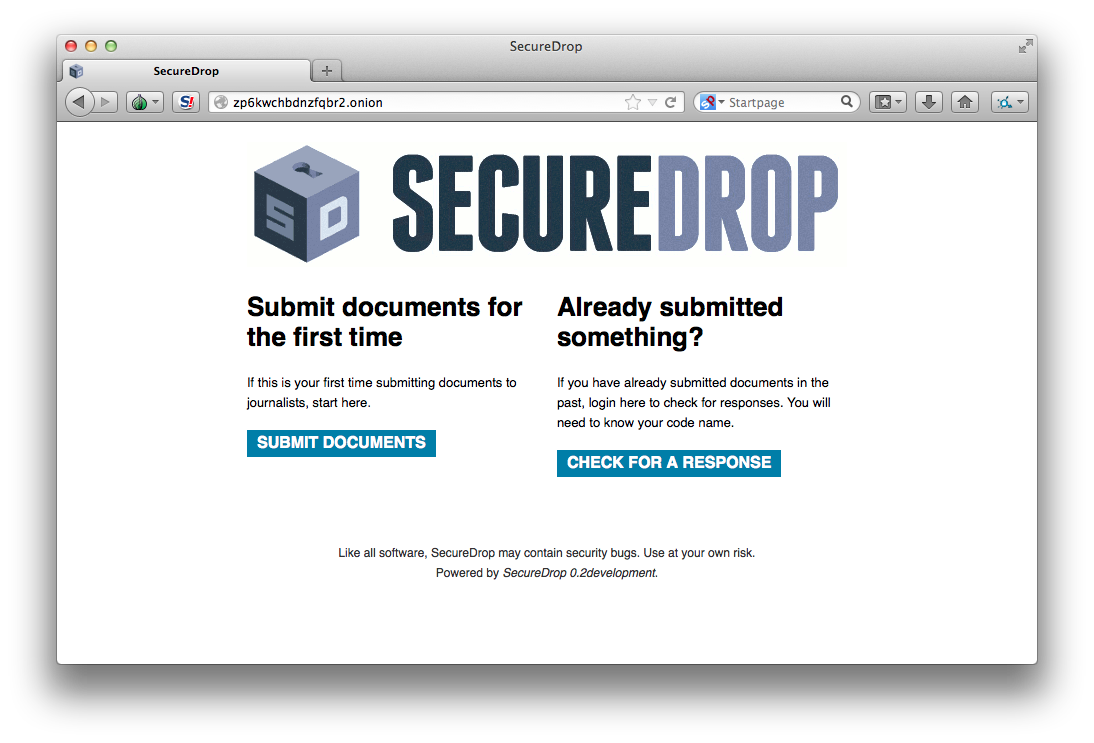 SecureDrop
SecureDrop
S!
zp6kwchbdnzfqbr2.onion
Startpage
S D
SECUREDROP
Submit documents for
the first time
If this is your first time submitting documents to
journalists, start here.
SUBMIT DOCUMENTS
Already submitted
something?
If you have already submitted documents in the
past, login here to check for responses. You will
need to know your code name.
CHECK FOR A RESPONSE
Like all software, SecureDrop may contain security bugs. Use at your own risk.
Powered by SecureDrop 0.2development.